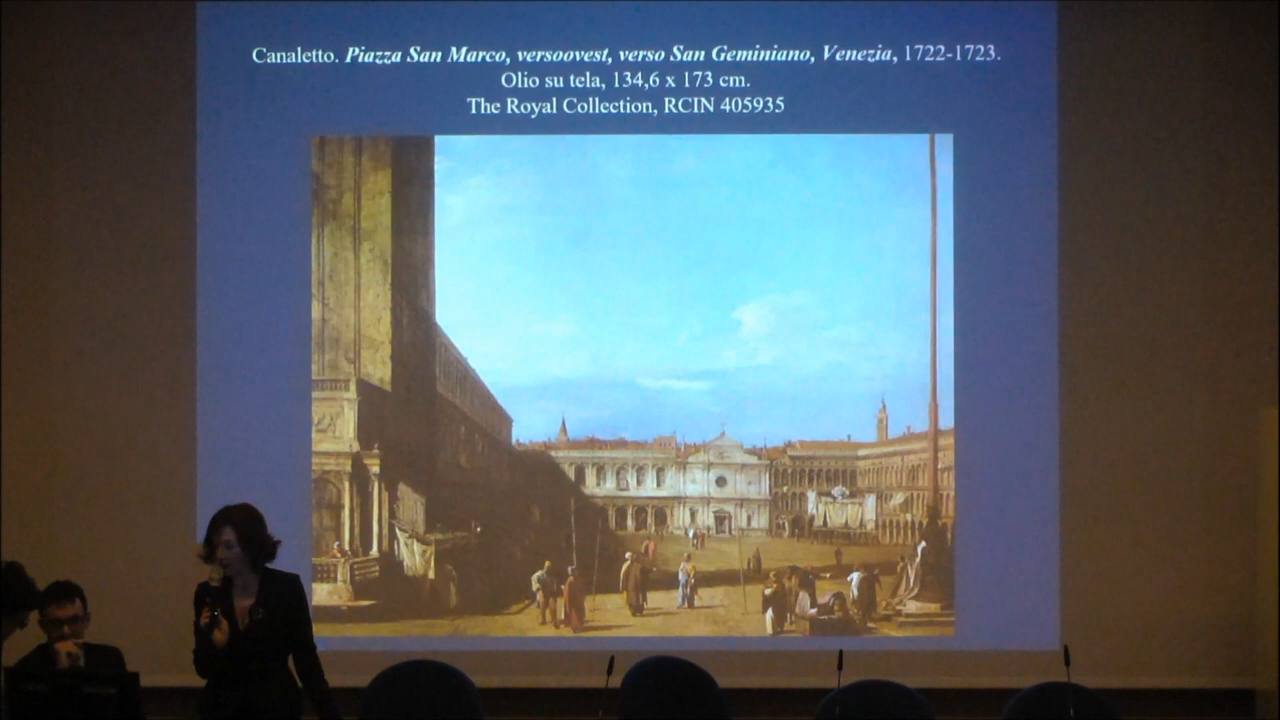 Canaletto. Piazza San Marco, versoovest, verso San Geminiano, Venezia, 1722-1723.
Olio su tela, 134,6 x 173 cm.
The Royal Collection, RCIN 405935